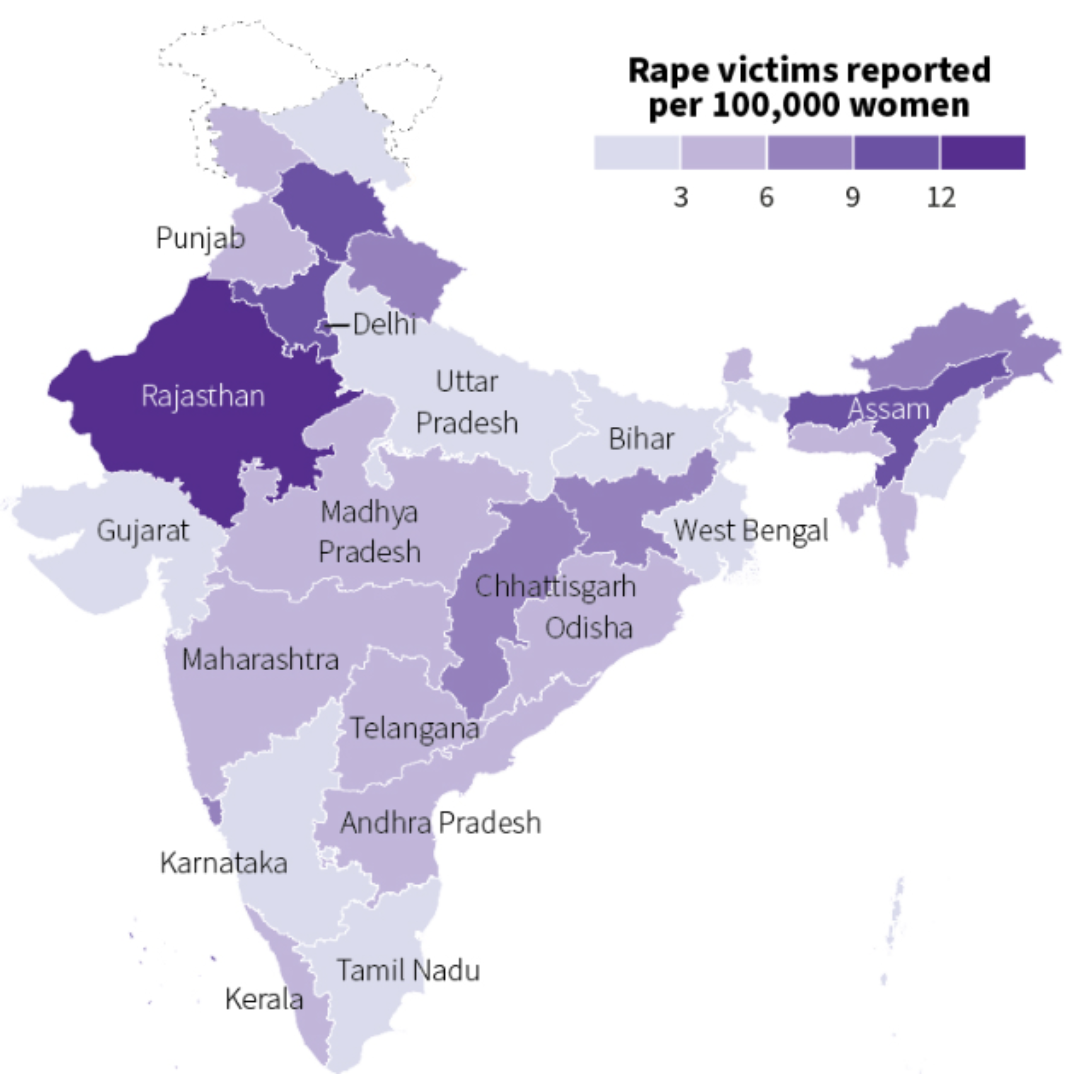 Rape victims reported
per 100,000 women
3 6 9 12
Punjab
Delhi
Rajasthan
Uttar
Pradesh
Bihar
Assam
Gujarat
Madhya
Pradesh
West Bengal
Chhattisgarh
Odisha
Maharashtra
Telangana
Andhra Pradesh
Karnataka
Tamil Nadu
Kerala